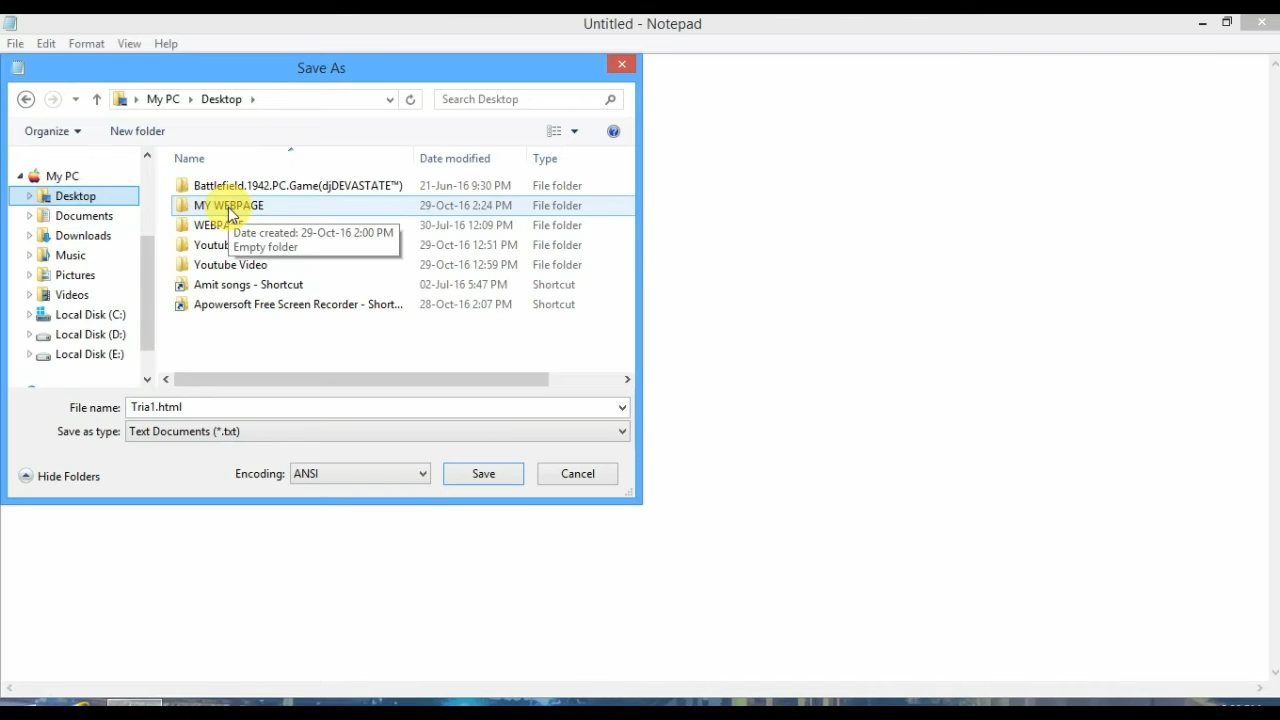 Untitled - Notepad
File Edit Format View Help
Save As
My PC Desktop
Search Desktop
Organize New folder
Name Date modified Type
My PC
Desktop
Documents
Downloads
Music
Pictures
Videos
Local Disk (C:)
Local Disk (D:)
Local Disk (E:)
Battlefield.1942.PC.Game(djDEVASTATE™) 21-Jun-16 9:30 PM File folder
MY WEBPAGE 29-Oct-16 2:24 PM File folder
30-Jul-16 12:09 PM File folder
29-Oct-16 12:51 PM File folder
Youtube Video 29-Oct-16 12:59 PM File folder
Amit songs - Shortcut 02-Jul-16 5:47 PM Shortcut
Apowersoft Free Screen Recorder - Short... 28-Oct-16 2:07 PM Shortcut
Date created: 29-Oct-16 2:00 PM
Empty folder
File name: Tria1.html
Save as type: Text Documents (*.txt)
Hide Folders
Encoding: ANSI
Save Cancel